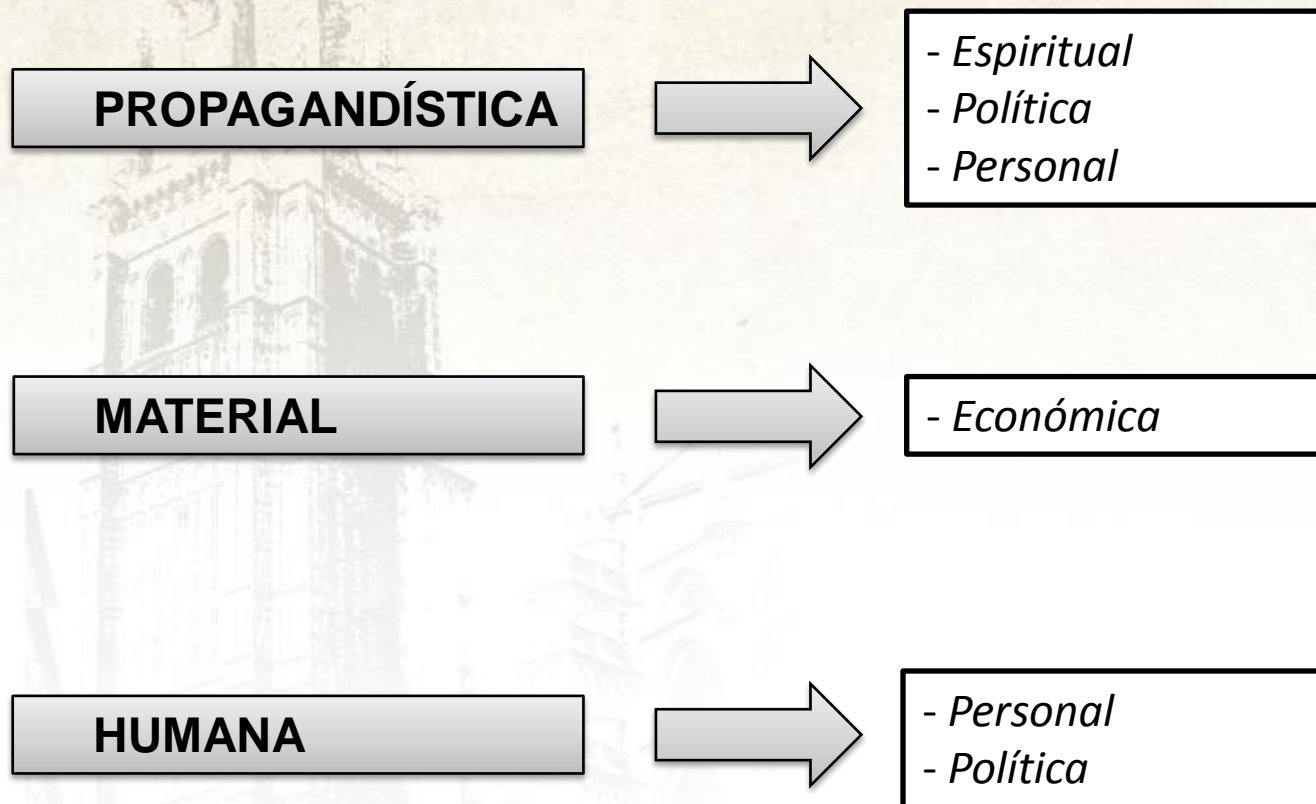 PROPAGANDÍSTICA
- Espiritual
- Política
- Personal
MATERIAL
- Económica
HUMANA
- Personal
- Política